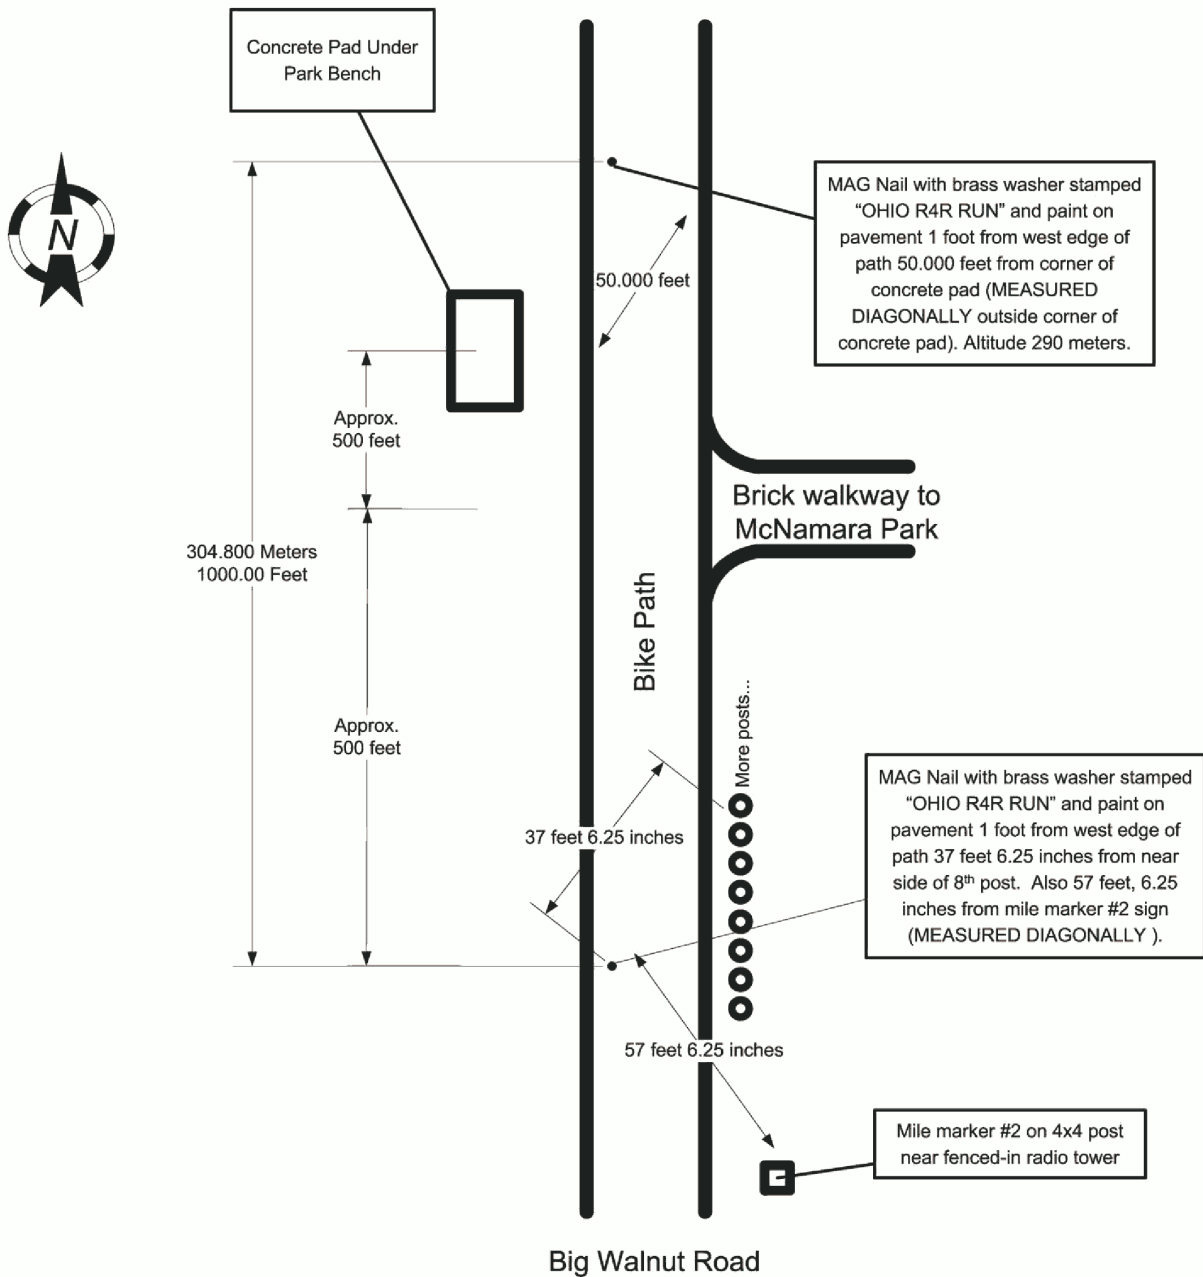 Concrete Pad Under
Park Bench
N
MAG Nail with brass washer stamped
“OHIO R4R RUN” and paint on
pavement 1 foot from west edge of
path 50.000 feet from corner of
concrete pad (MEASURED
DIAGONALLY outside corner of
concrete pad). Altitude 290 meters.
50.000 feet
Approx.
500 feet
Brick walkway to
McNamara Park
304.800 Meters
1000.00 Feet
Bike Path
More posts...
Approx.
500 feet
MAG Nail with brass washer stamped
“OHIO R4R RUN” and paint on
pavement 1 foot from west edge of
path 37 feet 6.25 inches from near
side of 8th post.  Also 57 feet, 6.25
inches from mile marker #2 sign
(MEASURED DIAGONALLY ).
37 feet 6.25 inches
57 feet 6.25 inches
Mile marker #2 on 4x4 post
near fenced-in radio tower
Big Walnut Road